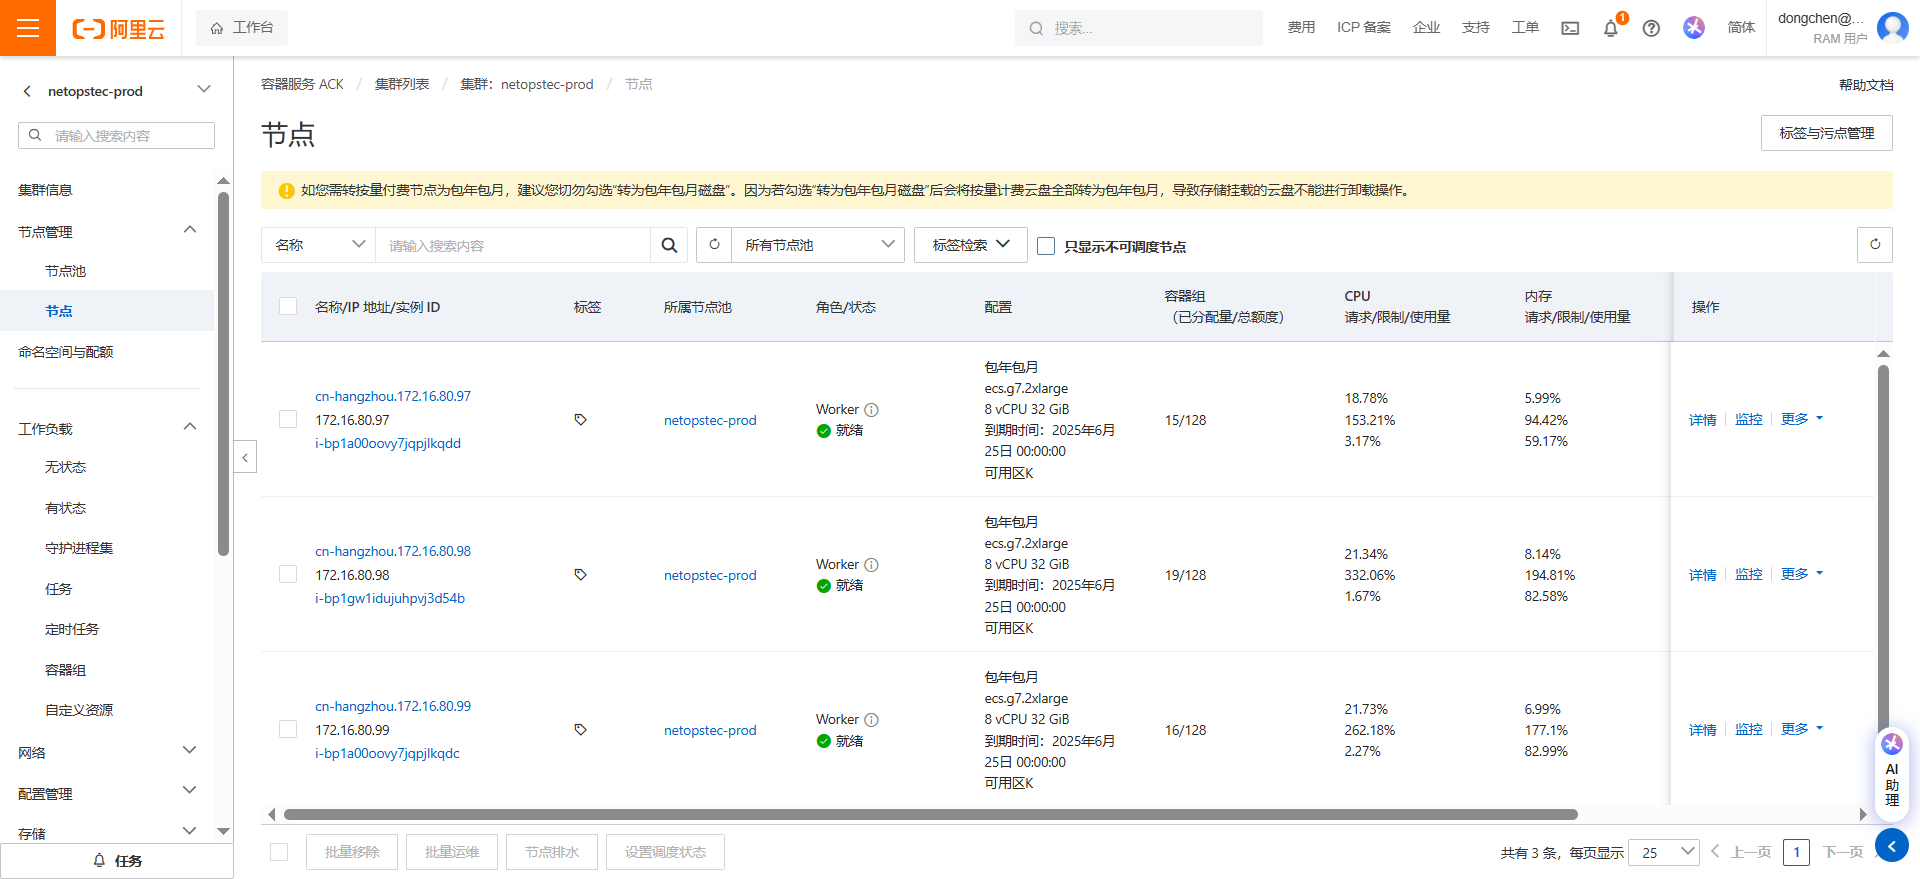 阿里云
工作台
搜索...
费用
ICP 备案
企业
支持
工单
1
简体
dongchen@...
RAM 用户
netopstec-prod
请输入搜索内容
集群信息
节点管理
节点池
节点
命名空间与配额
工作负载
无状态
有状态
守护进程集
任务
定时任务
容器组
自定义资源
网络
配置管理
存储
任务
容器服务 ACK / 集群列表 / 集群：netopstec-prod / 节点
帮助文档
节点
标签与污点管理
如您需转按量付费节点为包年包月，建议您切勿勾选“转为包年包月磁盘”。因为若勾选“转为包年包月磁盘”后会将按量计费云盘全部转为包年包月，导致存储挂载的云盘不能进行卸载操作。
名称
请输入搜索内容
所有节点池
标签检索
只显示不可调度节点
名称/IP 地址/实例 ID
标签
所属节点池
角色/状态
配置
容器组
（已分配量/总额度）
CPU
请求/限制/使用量
内存
请求/限制/使用量
操作
cn-hangzhou.172.16.80.97
172.16.80.97
i-bp1a00oovy7jqpjlkqdd
netopstec-prod
Worker
就绪
包年包月
ecs.g7.2xlarge
8 vCPU 32 GiB
到期时间：2025年6月
25日 00:00:00
可用区K
15/128
18.78%
153.21%
3.17%
5.99%
94.42%
59.17%
详情
监控
更多
cn-hangzhou.172.16.80.98
172.16.80.98
i-bp1gw1idujuhpvj3d54b
netopstec-prod
Worker
就绪
包年包月
ecs.g7.2xlarge
8 vCPU 32 GiB
到期时间：2025年6月
25日 00:00:00
可用区K
19/128
21.34%
332.06%
1.67%
8.14%
194.81%
82.58%
详情
监控
更多
cn-hangzhou.172.16.80.99
172.16.80.99
i-bp1a00oovy7jqpjlkqdc
netopstec-prod
Worker
就绪
包年包月
ecs.g7.2xlarge
8 vCPU 32 GiB
到期时间：2025年6月
25日 00:00:00
可用区K
16/128
21.73%
262.18%
2.27%
6.99%
177.1%
82.99%
详情
监控
更多
AI
助
理
批量移除
批量运维
节点排水
设置调度状态
共有 3 条，每页显示
25
上一页
1
下一页